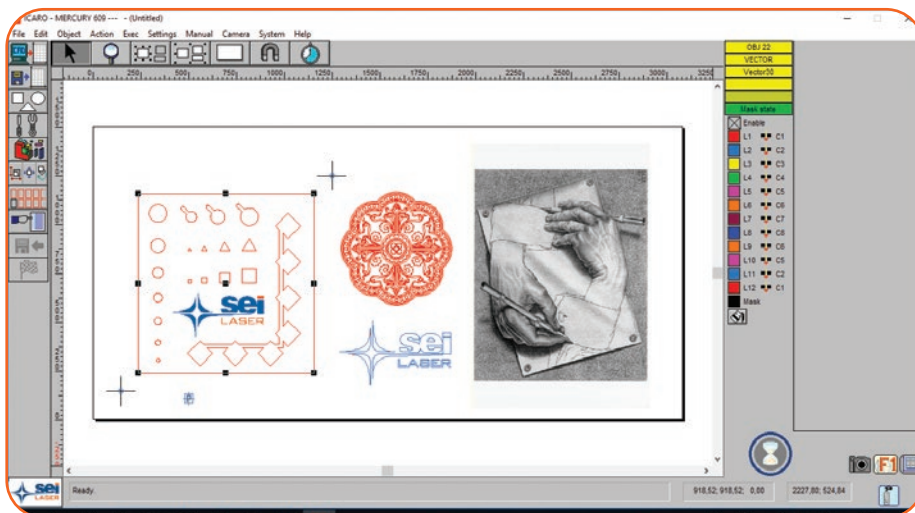 ICARO - MERCURY 609 --- - (Untitled)
File Edit Object Action Exec Settings Manual Camera System Help
0 250 500 750 1000 1250 1500 1750 2000 2250 2500 2750 3000 3250
OBJ 22
VECTOR
Vector30
Mask state
Enable
L1 C1
L2 C2
L3 C3
L4 C4
L5 C5
L6 C6
L7 C7
L8 C8
L9 C6
L10 C5
L11 C2
L12 C1
Mask
sei
LASER
sei
LASER
F1
sei
LASER
Ready.
918,52; 918,52; 0,00
2227,80; 524,84